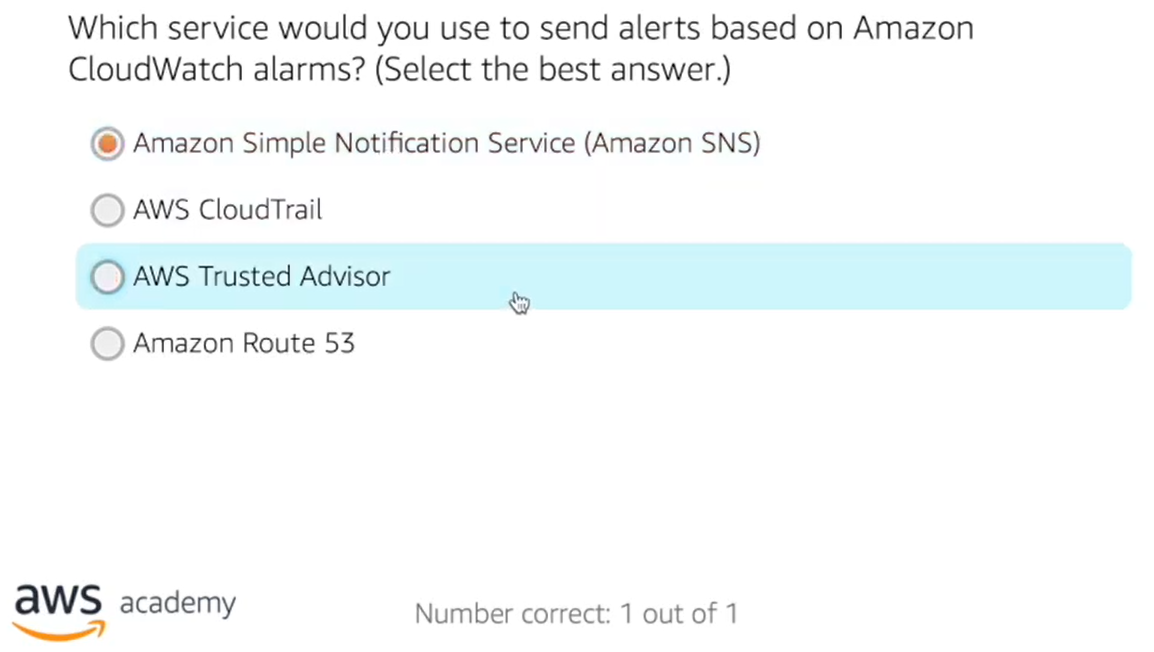 Which service would you use to send alerts based on Amazon
CloudWatch alarms? (Select the best answer.)
Amazon Simple Notification Service (Amazon SNS)
AWS CloudTrail
AWS Trusted Advisor
Amazon Route 53
aws academy
Number correct: 1 out of 1